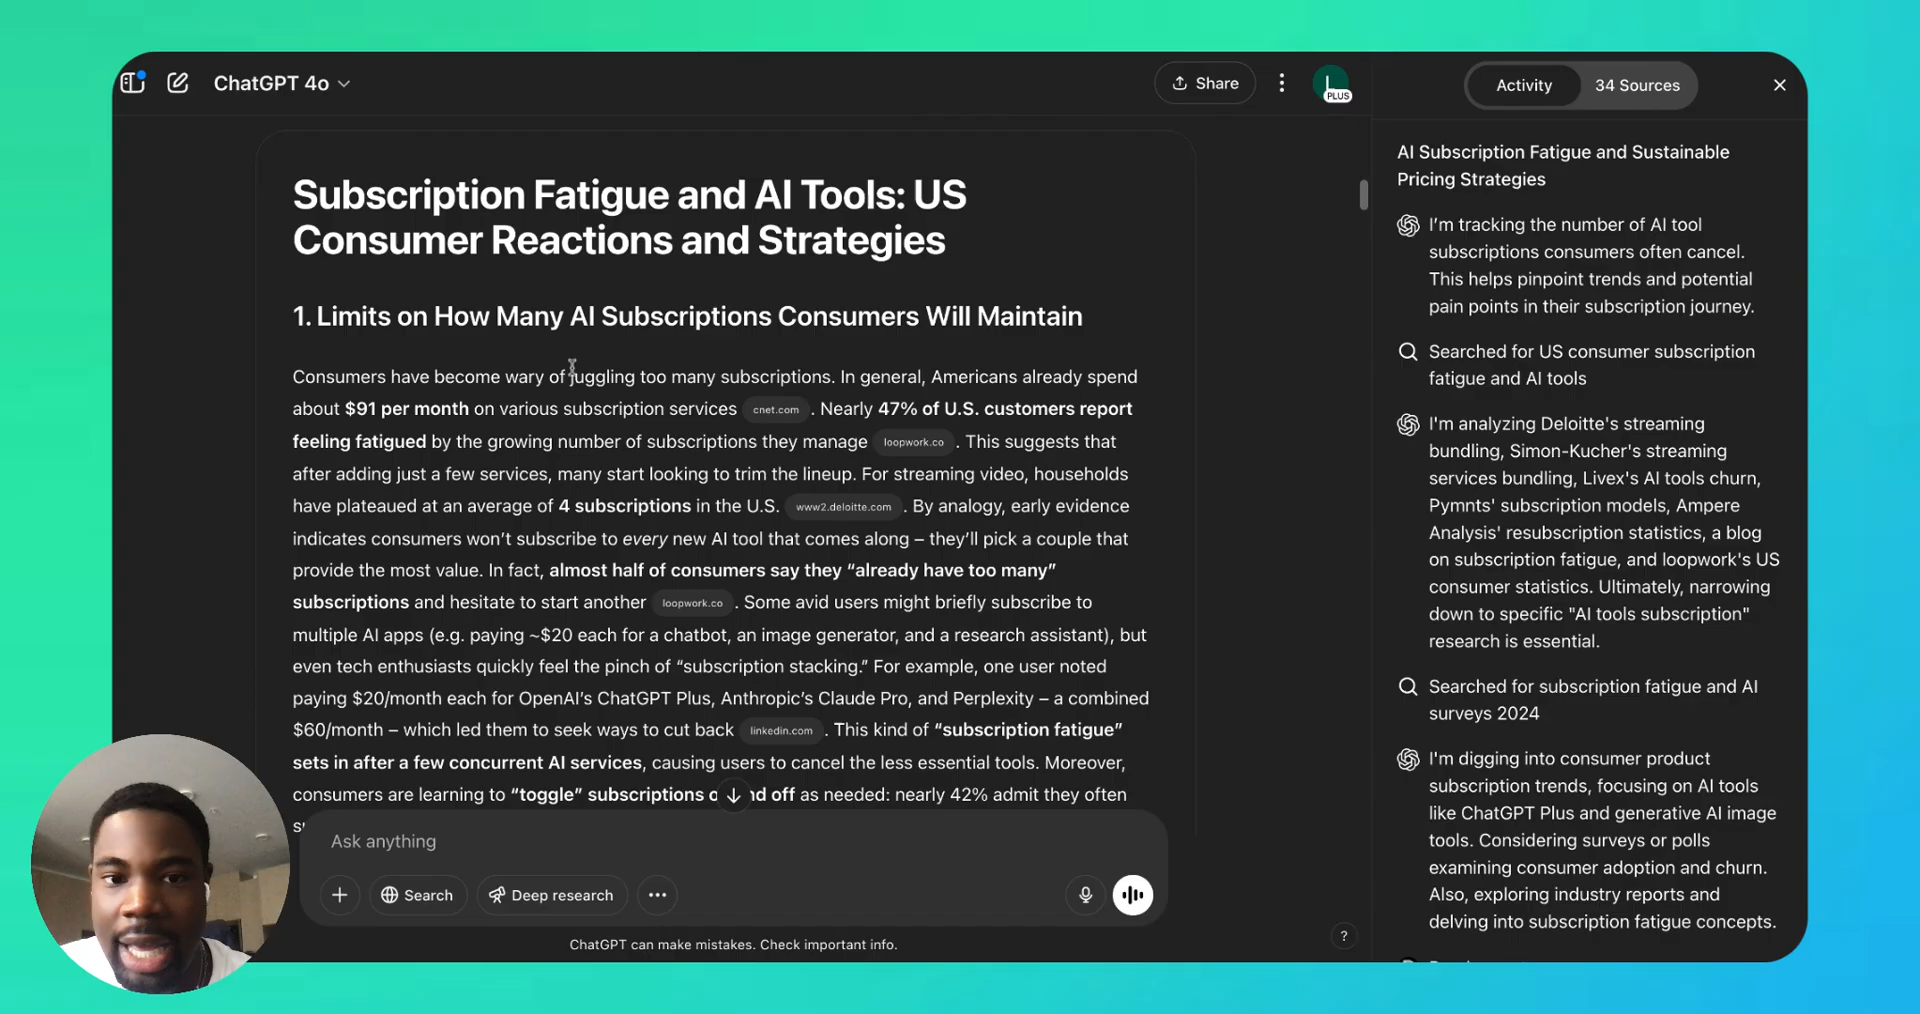 ChatGPT 4o
Share
L
PLUS
Activity
34 Sources
Subscription Fatigue and AI Tools: US
Consumer Reactions and Strategies
1. Limits on How Many AI Subscriptions Consumers Will Maintain
Consumers have become wary of juggling too many subscriptions. In general, Americans already spend
about $91 per month on various subscription services cnet.com . Nearly 47% of U.S. customers report
feeling fatigued by the growing number of subscriptions they manage loopwork.co . This suggests that
after adding just a few services, many start looking to trim the lineup. For streaming video, households
have plateaued at an average of 4 subscriptions in the U.S. www2.deloitte.com . By analogy, early evidence
indicates consumers won't subscribe to every new AI tool that comes along – they'll pick a couple that
provide the most value. In fact, almost half of consumers say they “already have too many”
subscriptions and hesitate to start another loopwork.co . Some avid users might briefly subscribe to
multiple AI apps (e.g. paying ~$20 each for a chatbot, an image generator, and a research assistant), but
even tech enthusiasts quickly feel the pinch of “subscription stacking.” For example, one user noted
paying $20/month each for OpenAI's ChatGPT Plus, Anthropic's Claude Pro, and Perplexity – a combined
$60/month – which led them to seek ways to cut back linkedin.com . This kind of “subscription fatigue”
sets in after a few concurrent AI services, causing users to cancel the less essential tools. Moreover,
consumers are learning to “toggle” subscriptions off as needed: nearly 42% admit they often
Ask anything
Search
Deep research
ChatGPT can make mistakes. Check important info.
?
AI Subscription Fatigue and Sustainable
Pricing Strategies
I'm tracking the number of AI tool
subscriptions consumers often cancel.
This helps pinpoint trends and potential
pain points in their subscription journey.
Searched for US consumer subscription
fatigue and AI tools
I'm analyzing Deloitte's streaming
bundling, Simon-Kucher's streaming
services bundling, Livex's AI tools churn,
Pymnts' subscription models, Ampere
Analysis' resubscription statistics, a blog
on subscription fatigue, and loopwork's US
consumer statistics. Ultimately, narrowing
down to specific "AI tools subscription"
research is essential.
Searched for subscription fatigue and AI
surveys 2024
I'm digging into consumer product
subscription trends, focusing on AI tools
like ChatGPT Plus and generative AI image
tools. Considering surveys or polls
examining consumer adoption and churn.
Also, exploring industry reports and
delving into subscription fatigue concepts.